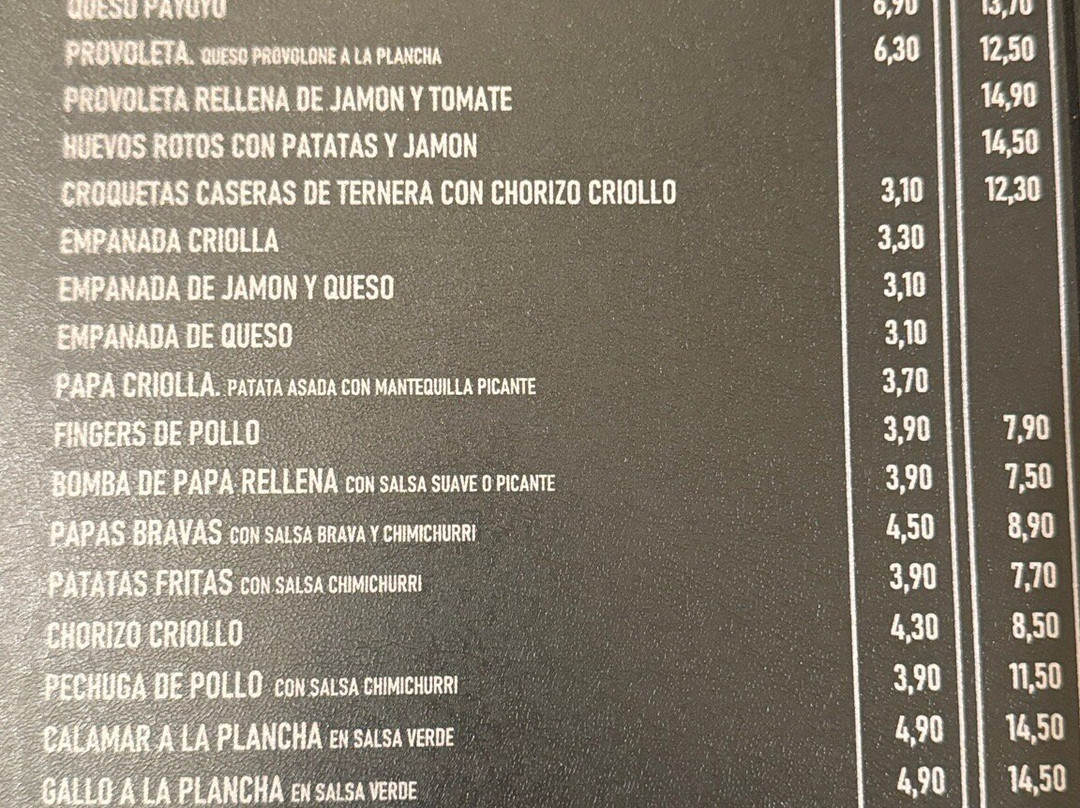 QUESO PAYOYO 6,90 13,70
PROVOLETA. QUESO PROVOLONE A LA PLANCHA 6,30 12,50
PROVOLETA RELLENA DE JAMON Y TOMATE 14,90
HUEVOS ROTOS CON PATATAS Y JAMON 14,50
CROQUETAS CASERAS DE TERNERA CON CHORIZO CRIOLLO 3,10 12,30
EMPANADA CRIOLLA 3,30
EMPANADA DE JAMON Y QUESO 3,10
EMPANADA DE QUESO 3,10
PAPA CRIOLLA. PATATA ASADA CON MANTEQUILLA PICANTE 3,70
FINGERS DE POLLO 3,90 7,90
BOMBA DE PAPA RELLENA CON SALSA SUAVE O PICANTE 3,90 7,50
PAPAS BRAVAS CON SALSA BRAVA Y CHIMICHURRI 4,50 8,90
PATATAS FRITAS CON SALSA CHIMICHURRI 3,90 7,70
CHORIZO CRIOLLO 4,30 8,50
PECHUGA DE POLLO CON SALSA CHIMICHURRI 3,90 11,50
CALAMAR A LA PLANCHA EN SALSA VERDE 4,90 14,50
GALLO A LA PLANCHA EN SALSA VERDE 4,90 14,50